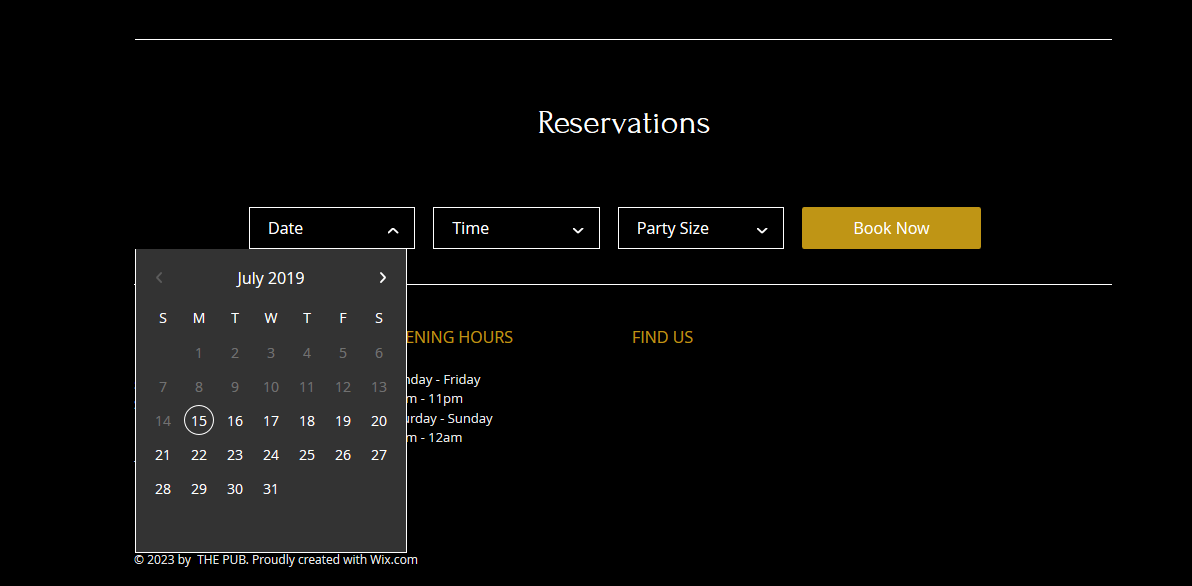 Reservations
Date Time Party Size Book Now
July 2019
S M T W T F S
1 2 3 4 5 6
7 8 9 10 11 12 13
14 15 16 17 18 19 20
21 22 23 24 25 26 27
28 29 30 31
ENING HOURS
nday - Friday
m - 11pm
urday - Sunday
m - 12am
FIND US
© 2023 by THE PUB. Proudly created with Wix.com